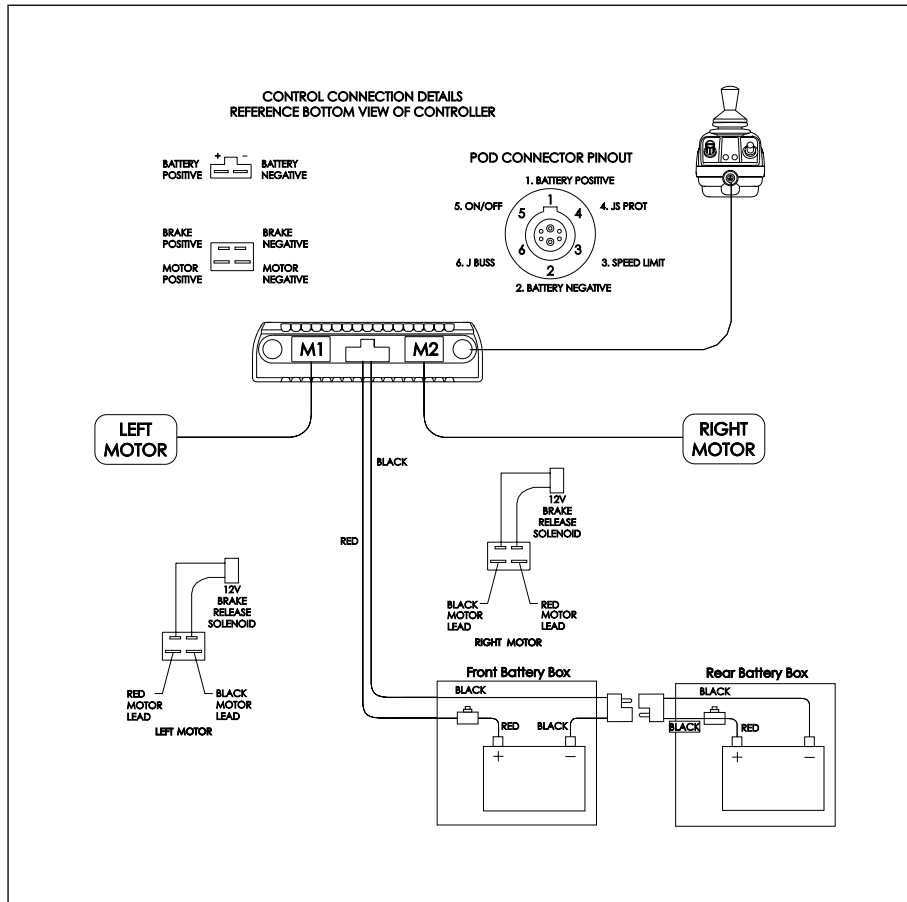 CONTROL CONNECTION DETAILS
REFERENCE BOTTOM VIEW OF CONTROLLER
BATTERY
POSITIVE
+
-
BATTERY
NEGATIVE
BRAKE
POSITIVE
BRAKE
NEGATIVE
MOTOR
POSITIVE
MOTOR
NEGATIVE
POD CONNECTOR PINOUT
1. BATTERY POSITIVE
5. ON/OFF
4. JS PROT
5
1
4
6
3
2
6. J BUSS
3. SPEED LIMIT
2. BATTERY NEGATIVE
M1
M2
LEFT
MOTOR
RIGHT
MOTOR
BLACK
RED
12V
BRAKE
RELEASE
SOLENOID
BLACK
MOTOR
LEAD
RED
MOTOR
LEAD
RIGHT MOTOR
12V
BRAKE
RELEASE
SOLENOID
RED
MOTOR
LEAD
BLACK
MOTOR
LEAD
LEFT MOTOR
Front Battery Box
BLACK
RED
BLACK
+
-
Rear Battery Box
BLACK
BLACK
RED
+
-